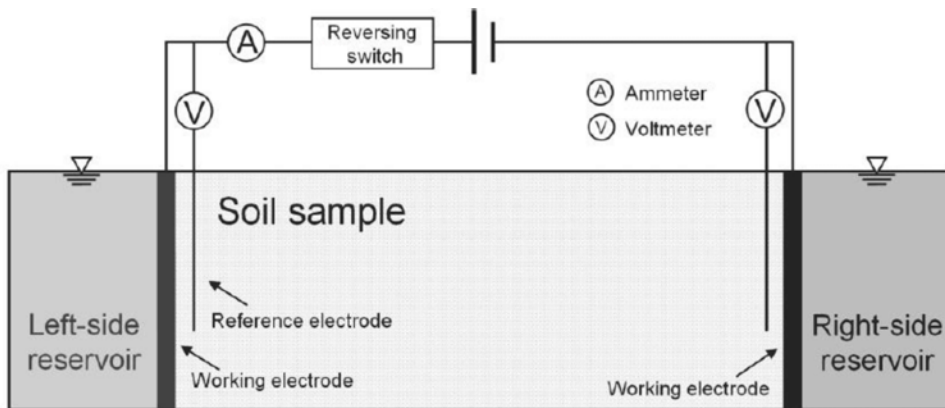 Reversing
switch
A
V
V
A Ammeter
V Voltmeter
Soil sample
Left-side
reservoir
Reference electrode
Working electrode
Working electrode
Right-side
reservoir